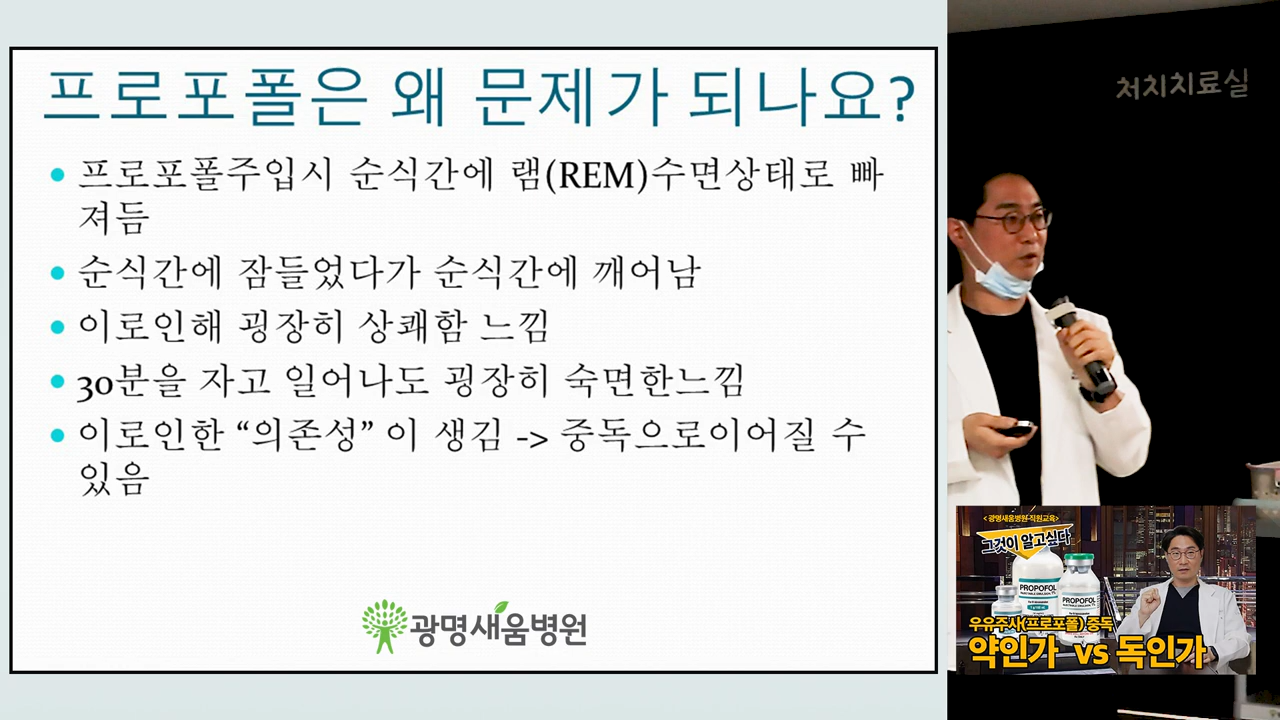 프로포폴은 왜 문제가 되나요?
• 프로포폴주입시 순식간에 램(REM)수면상태로 빠
져듬
• 순식간에 잠들었다가 순식간에 깨어남
• 이로인해 굉장히 상쾌함 느낌
• 30분을 자고 일어나도 굉장히 숙면한느낌
• 이로인한 “의존성” 이 생김 -> 중독으로이어질 수
있음
광명새움병원
처치치료실
<광명새움병원 직원교육>
그것이 알고싶다
PROPOFOL
PROPOFOL
우유주사(프로포폴) 중독
약인가 vs 독인가